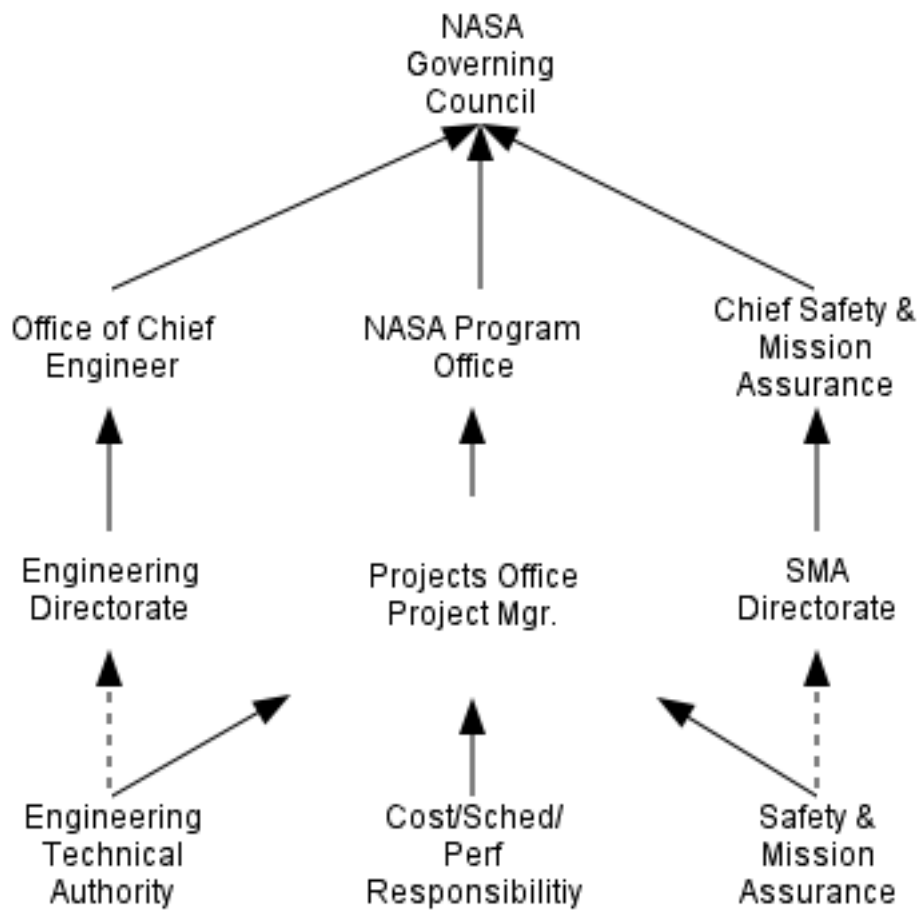 NASA
Governing
Council
Office of Chief
Engineer
NASA Program
Office
Chief Safety &
Mission
Assurance
Engineering
Directorate
Projects Office
Project Mgr.
SMA
Directorate
Engineering
Technical
Authority
Cost/Sched/
Perf
Responsibilitiy
Safety &
Mission
Assurance